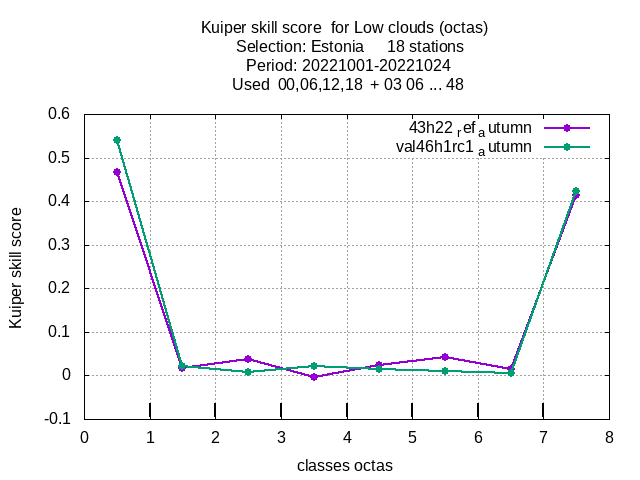 Kuiper skill score  for Low clouds (octas)
Selection: Estonia     18 stations
Period: 20221001-20221024
Used  00,06,12,18  + 03 06 ... 48
43h22 ref autumn
val46h1rc1 autumn
0.6
0.5
0.4
0.3
0.2
0.1
0
-0.1
Kuiper skill score
0 1 2 3 4 5 6 7 8
classes octas